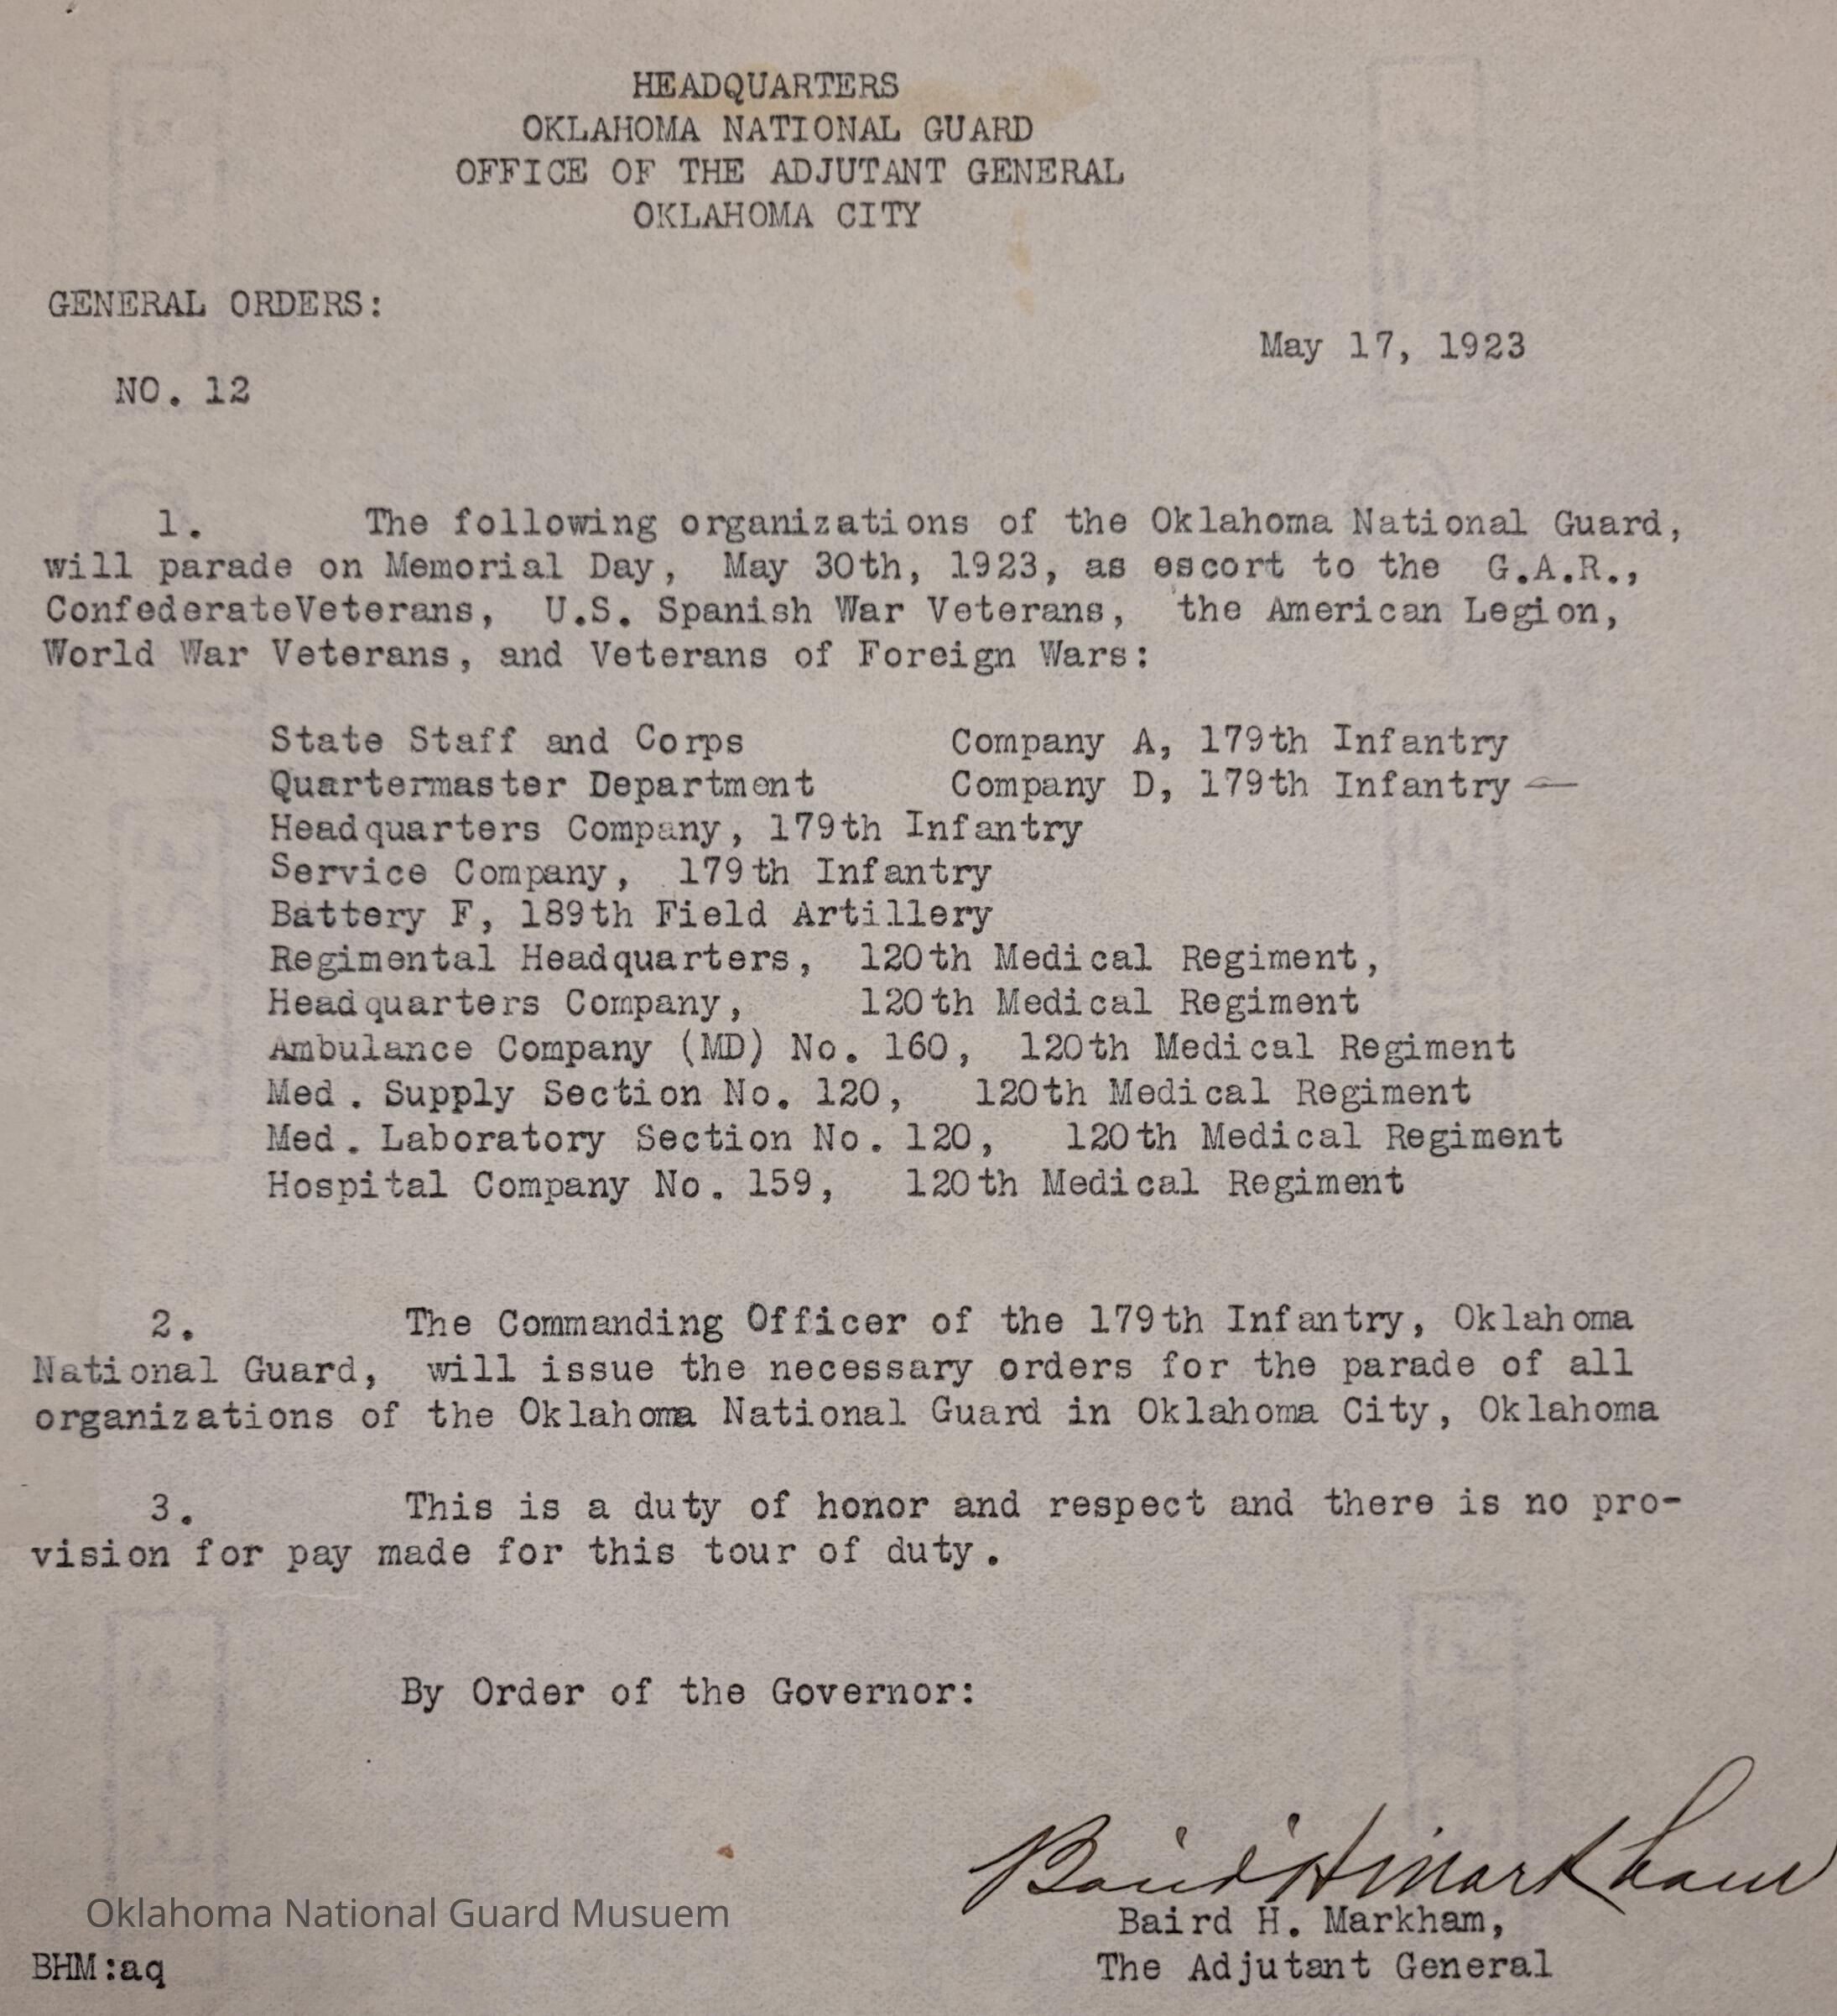 HEADQUARTERS
OKLAHOMA NATIONAL GUARD
OFFICE OF THE ADJUTANT GENERAL
OKLAHOMA CITY
GENERAL ORDERS:
May 17, 1923
NO. 12
1. The following organizations of the Oklahoma National Guard,
will parade on Memorial Day, May 30th, 1923, as escort to the G.A.R.,
ConfederateVeterans, U.S. Spanish War Veterans, the American Legion,
World War Veterans, and Veterans of Foreign Wars:
State Staff and Corps Company A, 179th Infantry
Quartermaster Department Company D, 179th Infantry —
Headquarters Company, 179th Infantry
Service Company, 179th Infantry
Battery F, 189th Field Artillery
Regimental Headquarters, 120th Medical Regiment,
Headquarters Company, 120th Medical Regiment
Ambulance Company (MD) No. 160, 120th Medical Regiment
Med. Supply Section No. 120, 120th Medical Regiment
Med. Laboratory Section No. 120, 120th Medical Regiment
Hospital Company No. 159, 120th Medical Regiment
2. The Commanding Officer of the 179th Infantry, Oklahoma
National Guard, will issue the necessary orders for the parade of all
organizations of the Oklahoma National Guard in Oklahoma City, Oklahoma
3. This is a duty of honor and respect and there is no pro-
vision for pay made for this tour of duty.
By Order of the Governor:
Baird H Markham
Baird H. Markham,
The Adjutant General
Oklahoma National Guard Musuem
BHM:aq